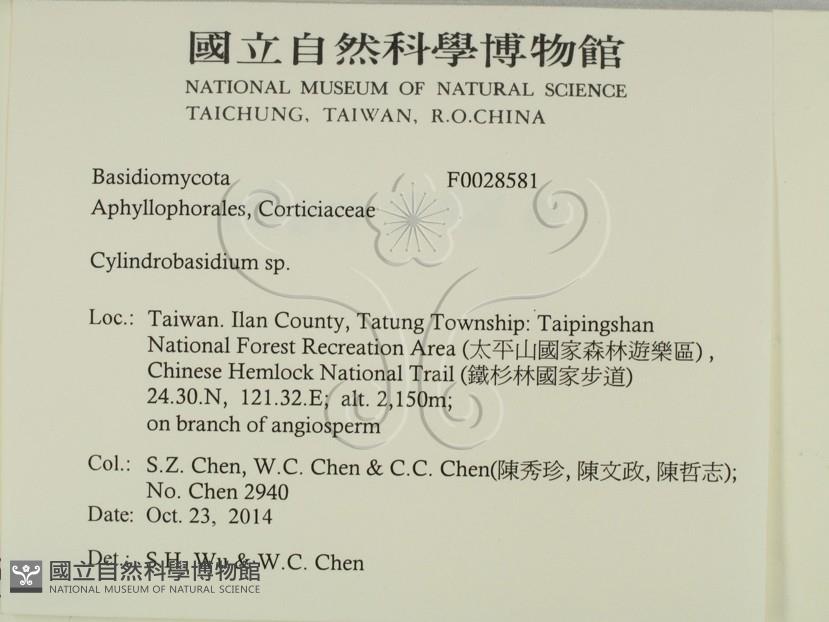 國立自然科學博物館
NATIONAL MUSEUM OF NATURAL SCIENCE
TAICHUNG, TAIWAN, R.O.CHINA
Basidiomycota F0028581
Aphyllophorales, Corticiaceae
Cylindrobasidium sp.
Loc.: Taiwan. Ilan County, Tatung Township: Taipingshan
National Forest Recreation Area (太平山國家森林遊樂區) ,
Chinese Hemlock National Trail (鐵杉林國家步道)
24.30.N, 121.32.E; alt. 2,150m;
on branch of angiosperm
Col.: S.Z. Chen, W.C. Chen & C.C. Chen(陳秀珍, 陳文政, 陳哲志);
No. Chen 2940
Date: Oct. 23, 2014
Det.: S.H. Wu & W.C. Chen
國立自然科學博物館
NATIONAL MUSEUM OF NATURAL SCIENCE